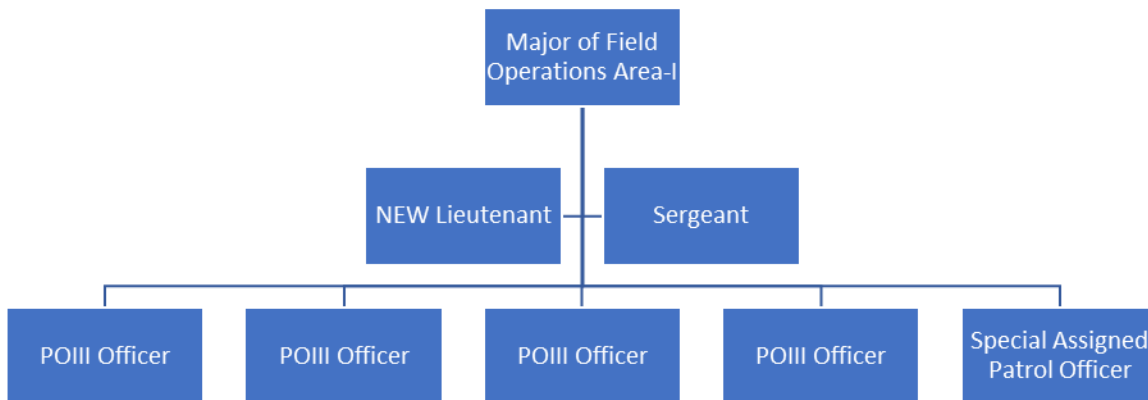 Major of Field
Operations Area-I
NEW Lieutenant
Sergeant
POIII Officer
POIII Officer
POIII Officer
POIII Officer
Special Assigned
Patrol Officer